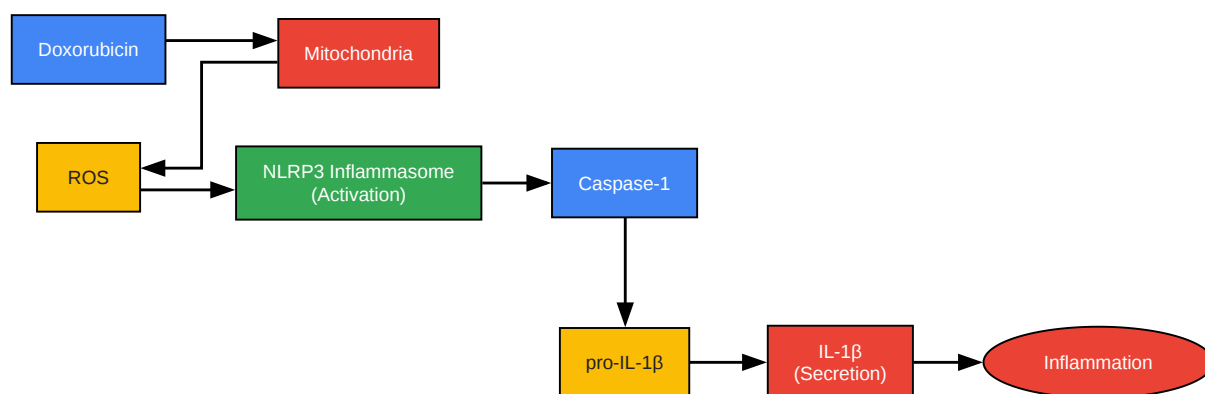 Doxorubicin
Mitochondria
ROS
NLRP3 Inflammasome
(Activation)
Caspase-1
pro-IL-1β
IL-1β
(Secretion)
Inflammation